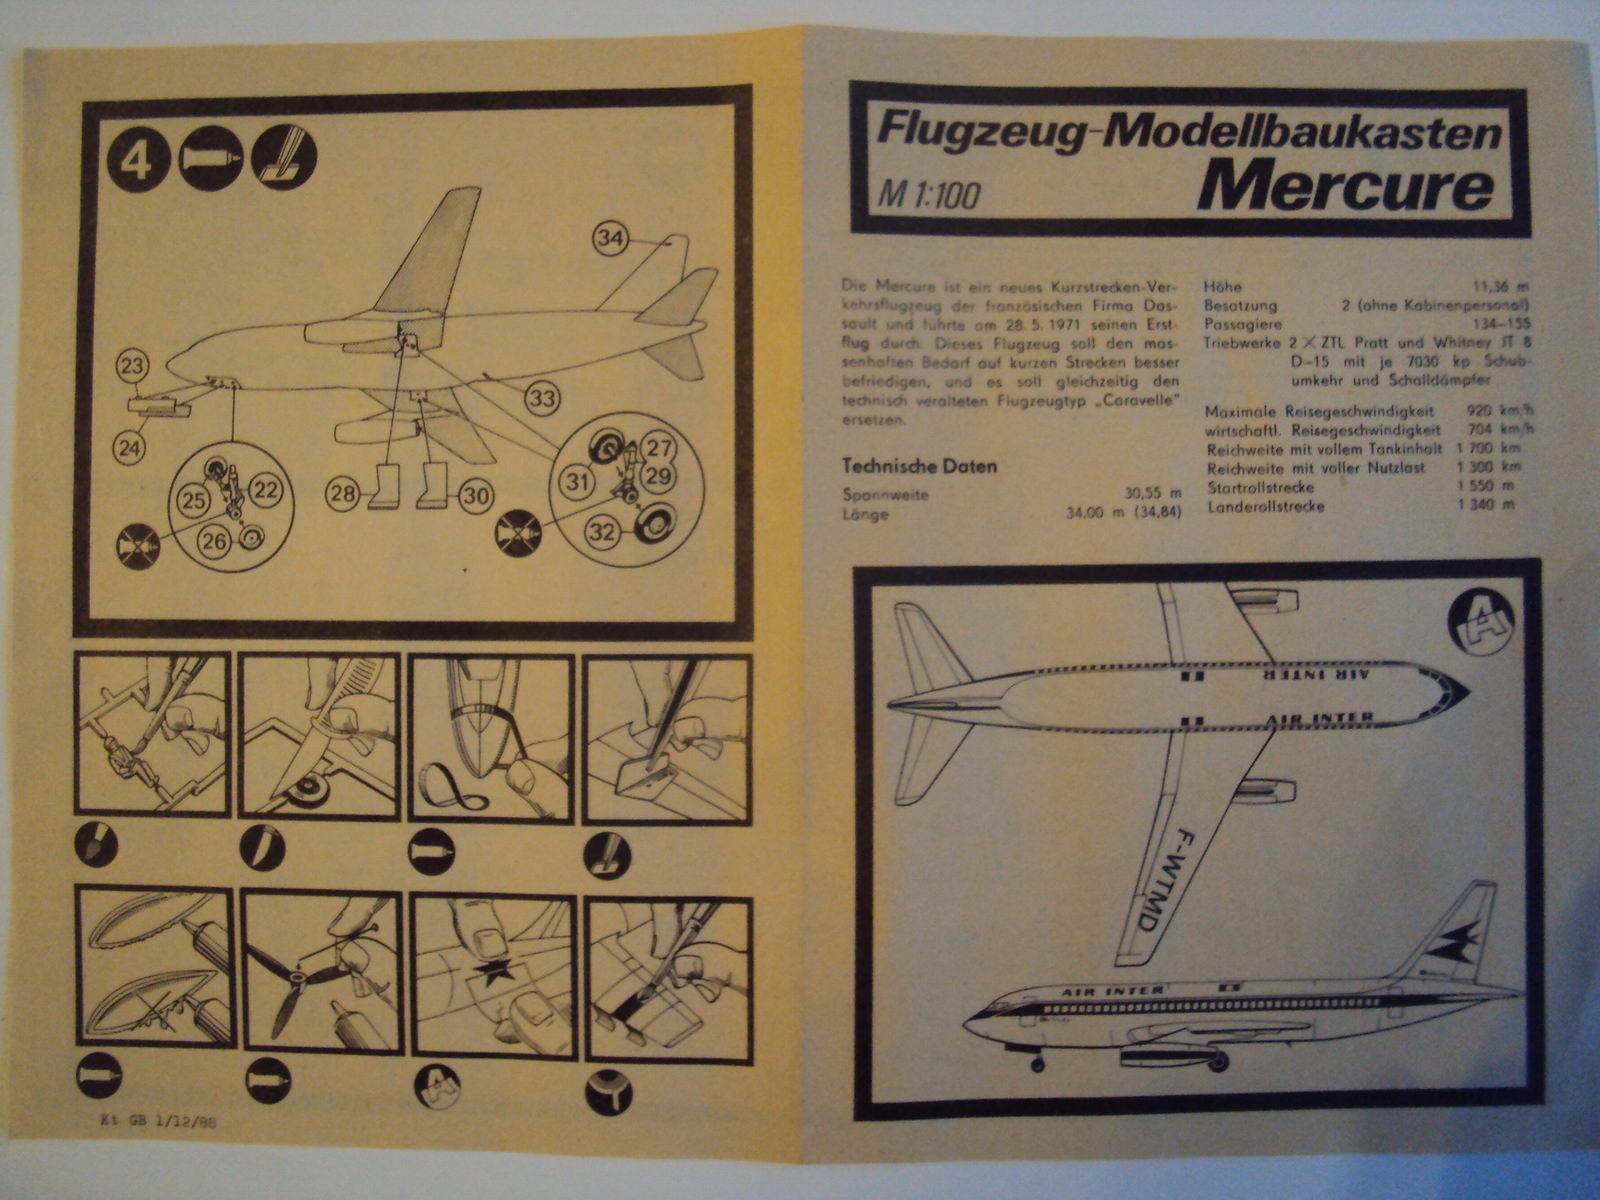 4
34
23
24
33
25
22
26
28
30
31
27
29
32
Kt GB 1/12/88
Flugzeug-Modellbaukasten
M 1:100 Mercure
Die Mercure ist ein neues Kurzstrecken-Ver-
kehrsflugzeug der französischen Firma Das-
sault und führte am 28. 5. 1971 seinen Erst-
flug durch. Dieses Flugzeug soll den mas-
senhaften Bedarf auf kurzen Strecken besser
befriedigen, und es soll gleichzeitig den
technisch veralteten Flugzeugtyp „Caravelle"
ersetzen.
Technische Daten
Spannweite 30,55 m
Länge 34,00 m (34,84)
Höhe 11,36 m
Besatzung 2 (ohne Kabinenpersonal)
Passagiere 134–155
Triebwerke 2 × ZTL Pratt und Whitney JT 8
D–15 mit je 7030 kp Schub-
umkehr und Schalldämpfer
Maximale Reisegeschwindigkeit 920 km/h
wirtschaftl. Reisegeschwindigkeit 704 km/h
Reichweite mit vollem Tankinhalt 1 700 km
Reichweite mit voller Nutzlast 1 300 km
Startrollstrecke 1 550 m
Landerollstrecke 1 340 m
A
AIR INTER
AIR INTER
F-WTMD
AIR INTER
A